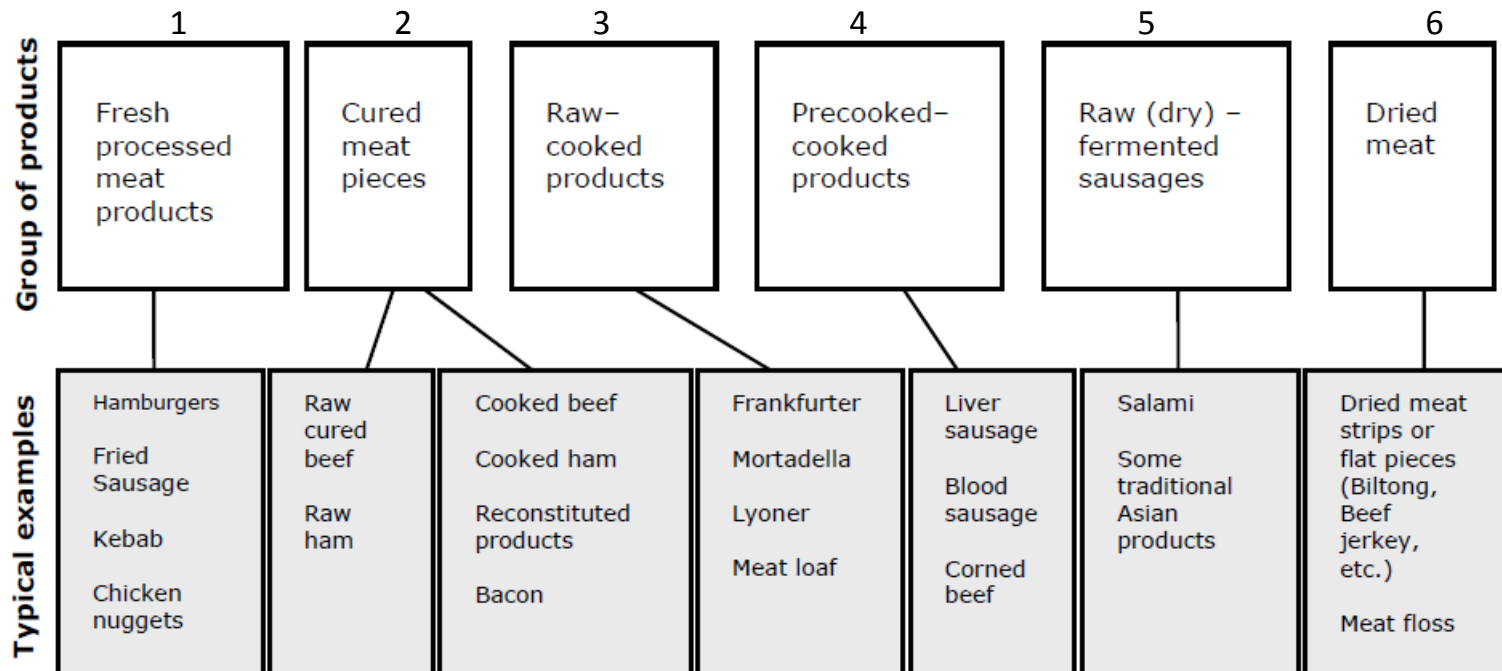 1
2
3
4
5
6
Group of products
Fresh
processed
meat
products
Cured
meat
pieces
Raw–
cooked
products
Precooked–
cooked
products
Raw (dry) –
fermented
sausages
Dried
meat
Typical examples
Hamburgers
Fried
Sausage
Kebab
Chicken
nuggets
Raw
cured
beef
Raw
ham
Cooked beef
Cooked ham
Reconstituted
products
Bacon
Frankfurter
Mortadella
Lyoner
Meat loaf
Liver
sausage
Blood
sausage
Corned
beef
Salami
Some
traditional
Asian
products
Dried meat
strips or
flat pieces
(Biltong,
Beef
jerkey,
etc.)
Meat floss